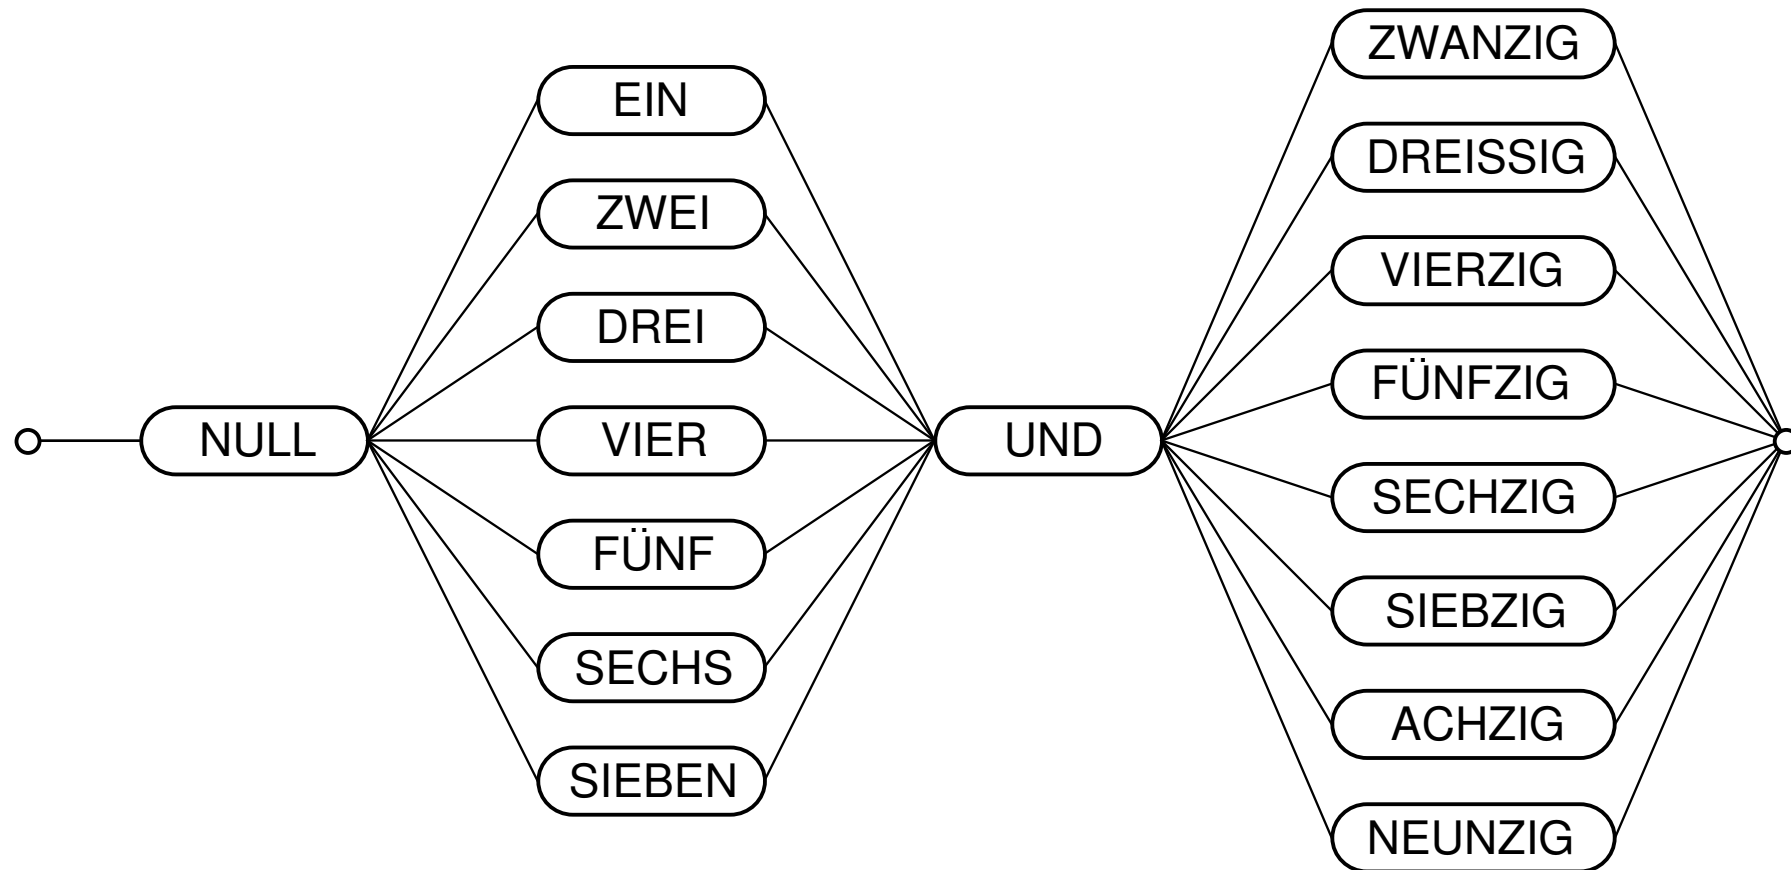 NULL
EIN
ZWEI
DREI
VIER
FÜNF
SECHS
SIEBEN
UND
ZWANZIG
DREISSIG
VIERZIG
FÜNFZIG
SECHZIG
SIEBZIG
ACHZIG
NEUNZIG